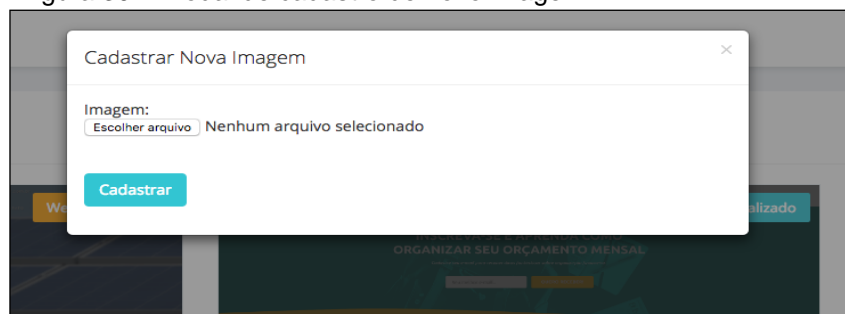 Cadastrar Nova Imagem
×
Imagem:
Escolher arquivo Nenhum arquivo selecionado
Cadastrar
We
alizado
INSCREVA-SE E APRENDA COMO
ORGANIZAR SEU ORÇAMENTO MENSAL